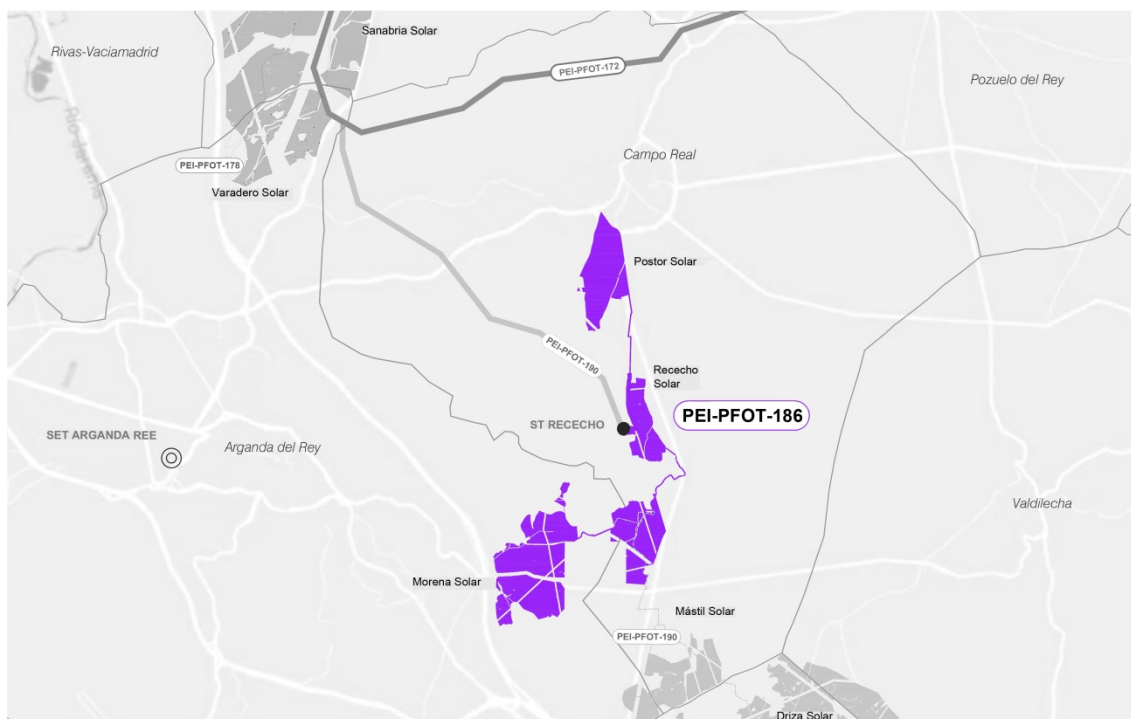 Sanabria Solar
Rivas-Vaciamadrid
PEI-PFOT-172
Pozuelo del Rey
Río Jarama
Campo Real
PEI-PFOT-178
Varadero Solar
Postor Solar
PEI-PFOT-190
Rececho
Solar
PEI-PFOT-186
ST RECECHO
SET ARGANDA REE
Arganda del Rey
Valdilecha
Morena Solar
Mástil Solar
PEI-PFOT-190
Driza Solar